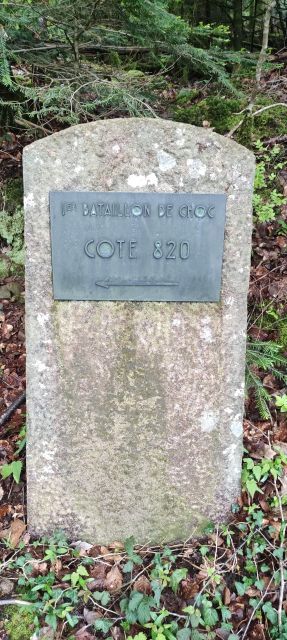 1ER BATAILLON DE CHOC
COTE 820
←